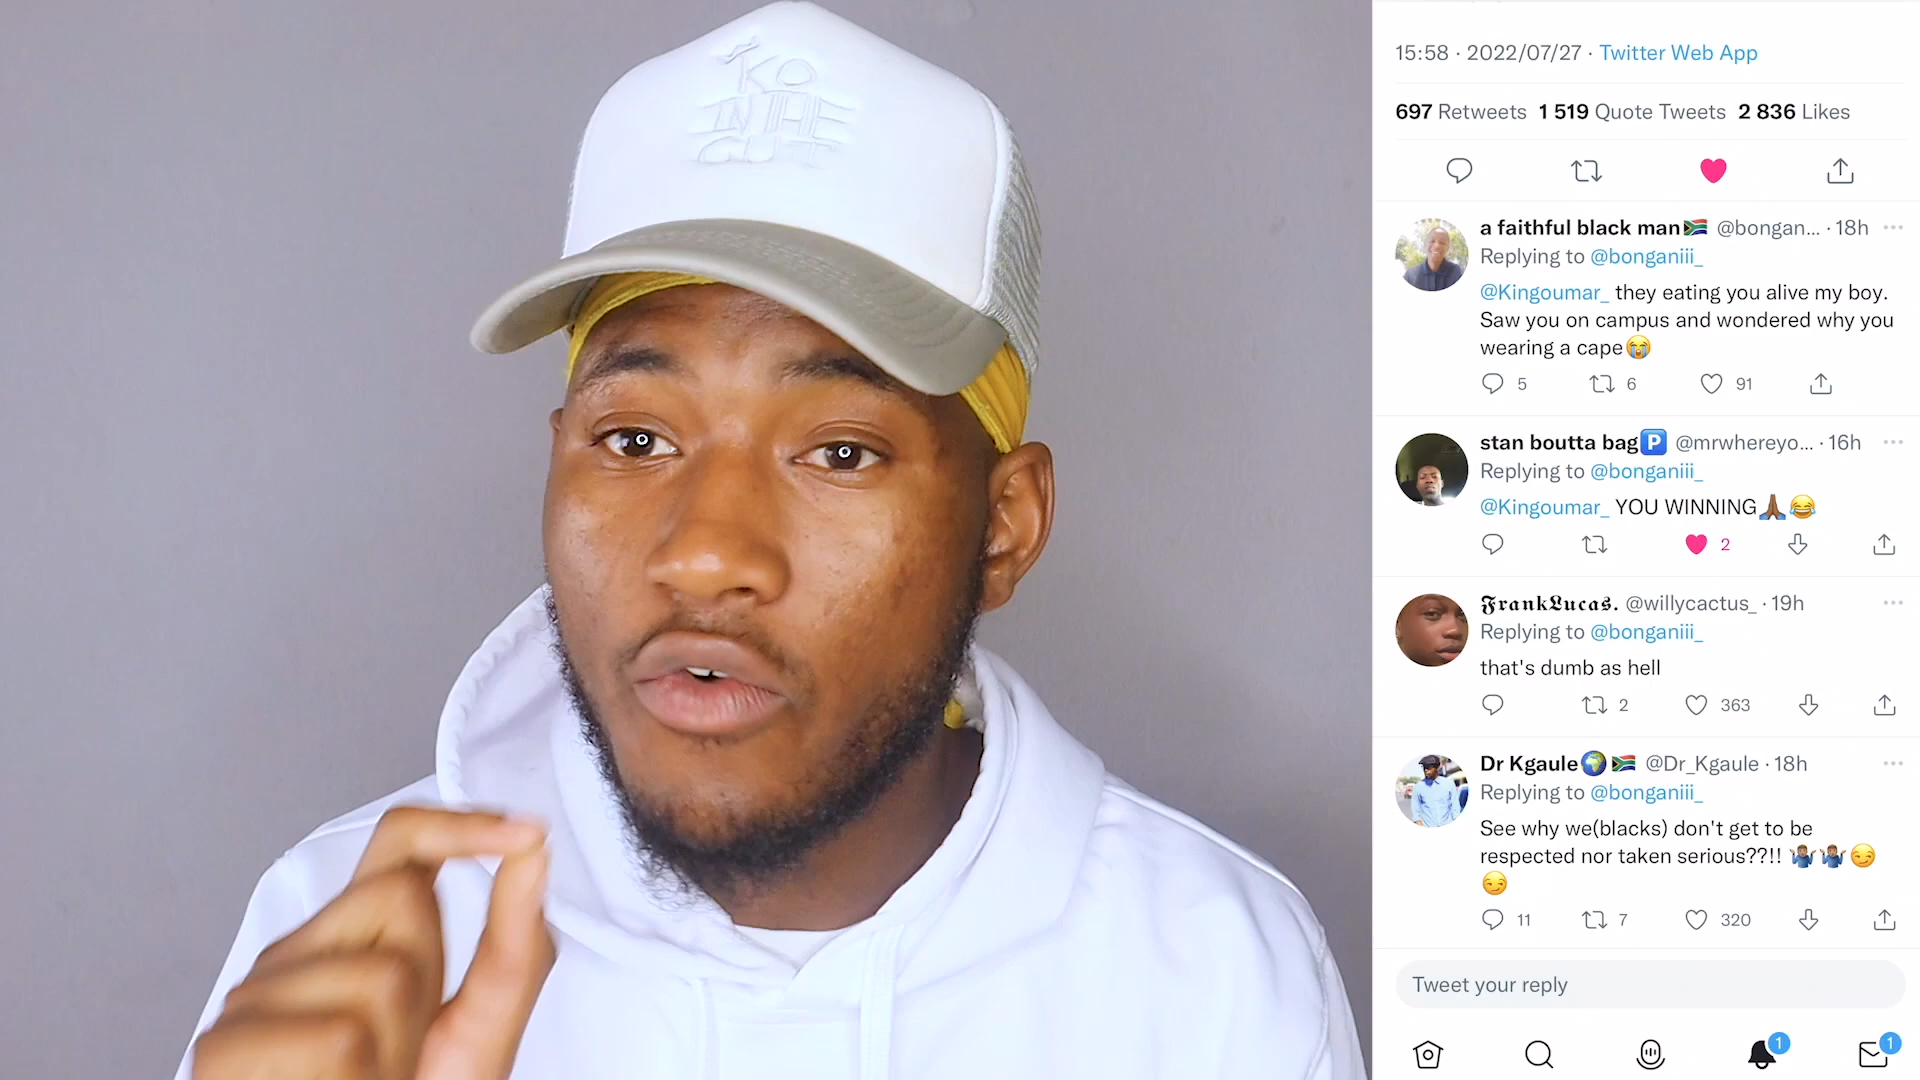 KO
IN THE
CUT
15:58 · 2022/07/27 · Twitter Web App
697 Retweets 1 519 Quote Tweets 2 836 Likes
a faithful black man🇿🇦 @bongan... · 18h
Replying to @bonganiii_
@Kingoumar_ they eating you alive my boy.
Saw you on campus and wondered why you
wearing a cape😭
5 6 91
stan boutta bag🅿️ @mrwhereyo... · 16h
Replying to @bonganiii_
@Kingoumar_ YOU WINNING🙏🏾😂
2
𝕱𝖗𝖆𝖓𝖐𝕷𝖚𝖈𝖆𝖘. @willycactus_ · 19h
Replying to @bonganiii_
that's dumb as hell
2 363
Dr Kgaule🌍🇿🇦 @Dr_Kgaule · 18h
Replying to @bonganiii_
See why we(blacks) don't get to be
respected nor taken serious??!! 🤷🏽‍♂️🤷🏽‍♂️😏
😏
11 7 320
Tweet your reply
1 1